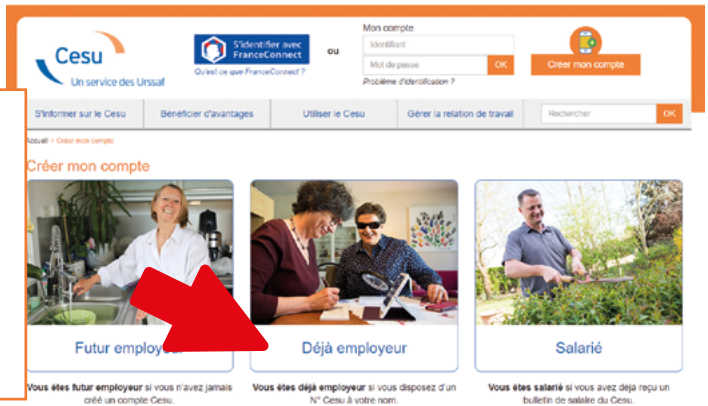 Mon compte
Cesu
Un service des Urssaf
S'identifier avec
FranceConnect
Qu'est ce que FranceConnect ?
ou
Identifiant
Mot de passe
OK
Problème d'identification ?
Créer mon compte
S'informer sur le Cesu
Bénéficier d'avantages
Utiliser le Cesu
Gérer la relation de travail
Rechercher
OK
Accueil > Créer mon compte
Créer mon compte
Futur employeur
Déjà employeur
Salarié
Vous êtes futur employeur si vous n'avez jamais
créé un compte Cesu.
Vous êtes déjà employeur si vous disposez d'un
N° Cesu à votre nom.
Vous êtes salarié si vous avez déjà reçu un
bulletin de salaire du Cesu.